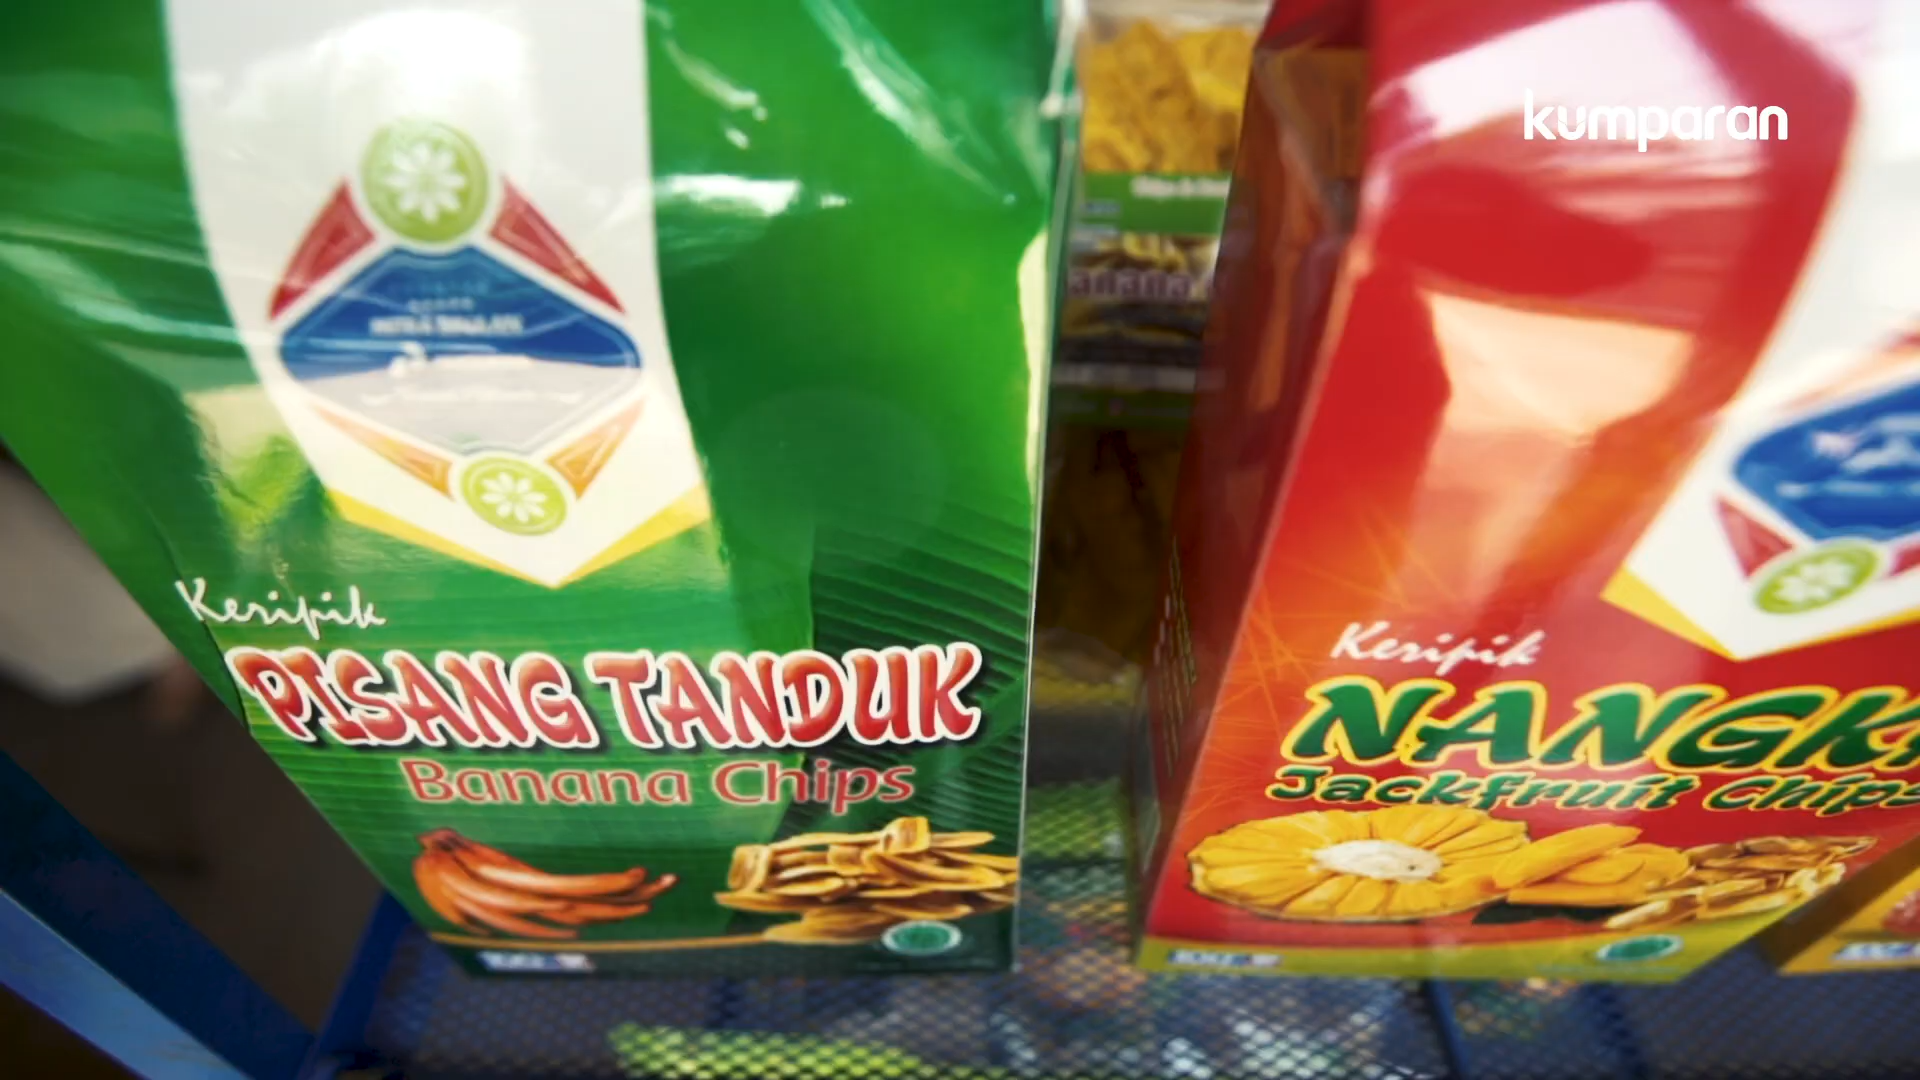 kumparan
Keripik
PISANG TANDUK
Banana Chips
Keripik
NANGK
Jackfruit Chips